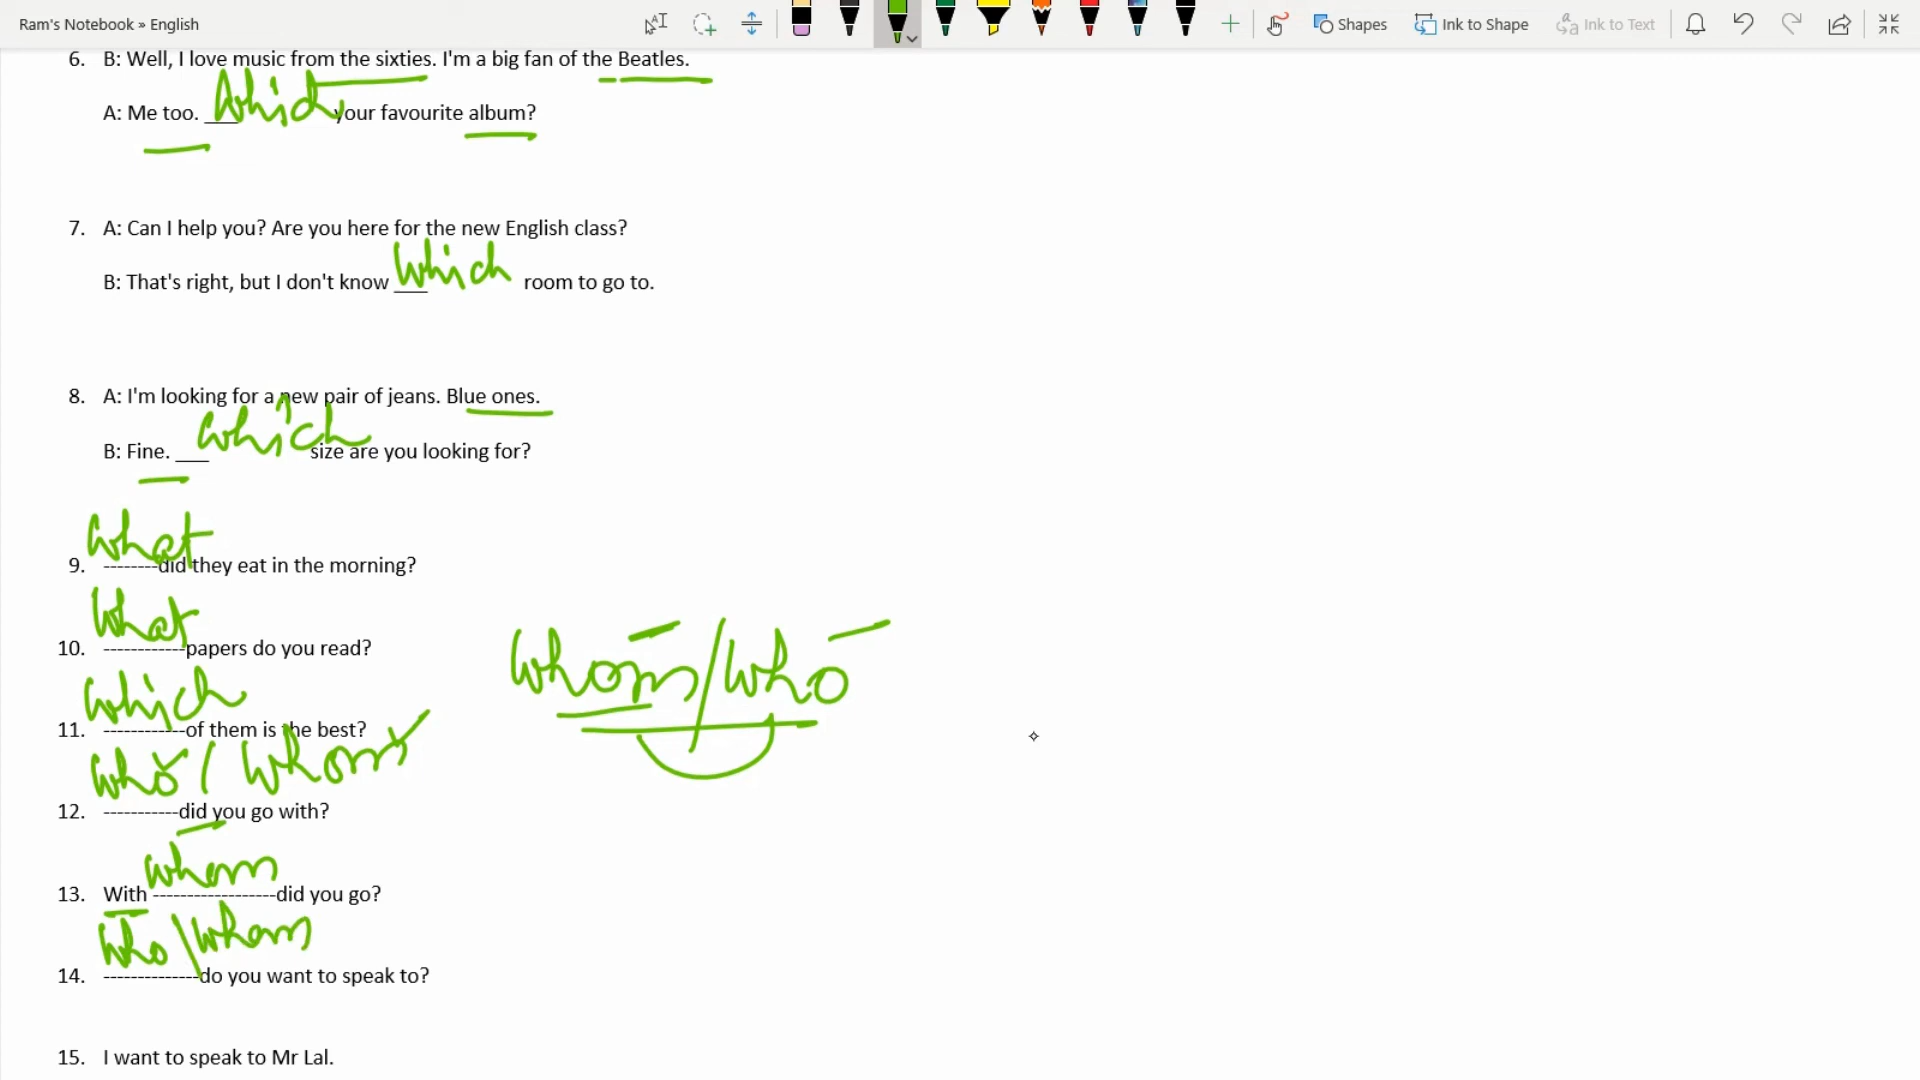 Ram's Notebook » English
Shapes Ink to Shape Ink to Text
6. B: Well, I love music from the sixties. I'm a big fan of the Beatles.
A: Me too. ___ which your favourite album?
7. A: Can I help you? Are you here for the new English class?
B: That's right, but I don't know ___ which room to go to.
8. A: I'm looking for a new pair of jeans. Blue ones.
B: Fine. ___ which size are you looking for?
what
9. --------did they eat in the morning?
what
10. ------------papers do you read?
whom/who
which
11. ------------of them is the best?
who / whom
12. -----------did you go with?
whom
13. With ------------------did you go?
who / whom
14. --------------do you want to speak to?
15. I want to speak to Mr Lal.